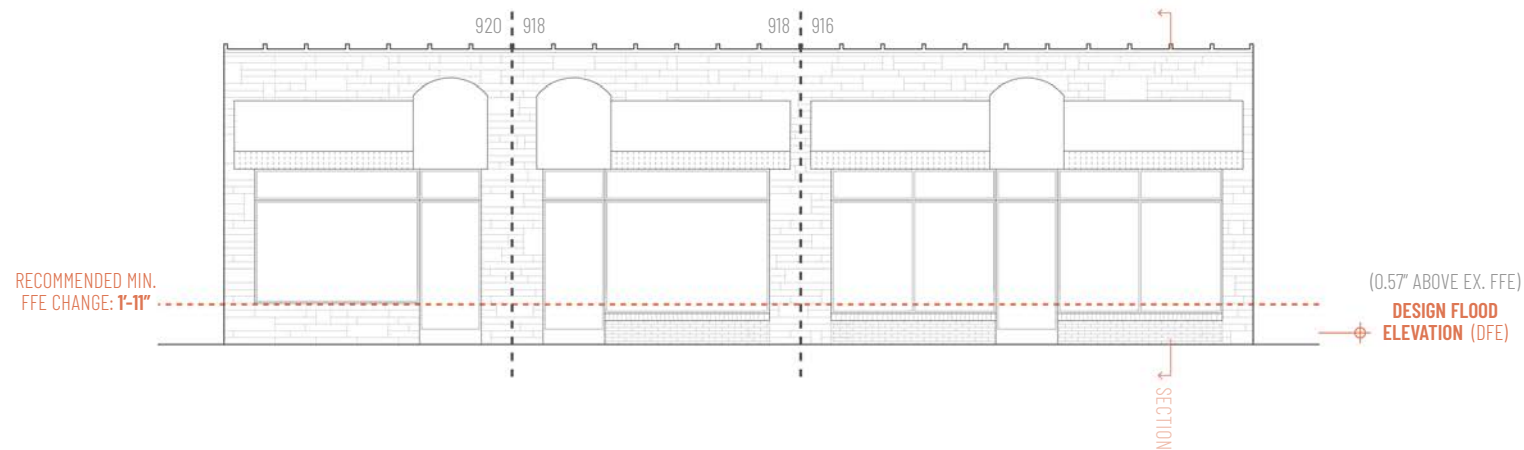 920 918
918 916
RECOMMENDED MIN.
FFE CHANGE: 1'-11"
(0.57" ABOVE EX. FFE)
DESIGN FLOOD
ELEVATION (DFE)
SECTION